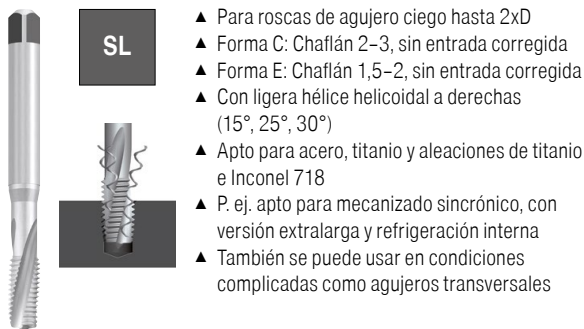 SL
▲ Para roscas de agujero ciego hasta 2xD
▲ Forma C: Chaflán 2–3, sin entrada corregida
▲ Forma E: Chaflán 1,5–2, sin entrada corregida
▲ Con ligera hélice helicoidal a derechas
(15°, 25°, 30°)
▲ Apto para acero, titanio y aleaciones de titanio
e Inconel 718
▲ P. ej. apto para mecanizado sincrónico, con
versión extralarga y refrigeración interna
▲ También se puede usar en condiciones
complicadas como agujeros transversales